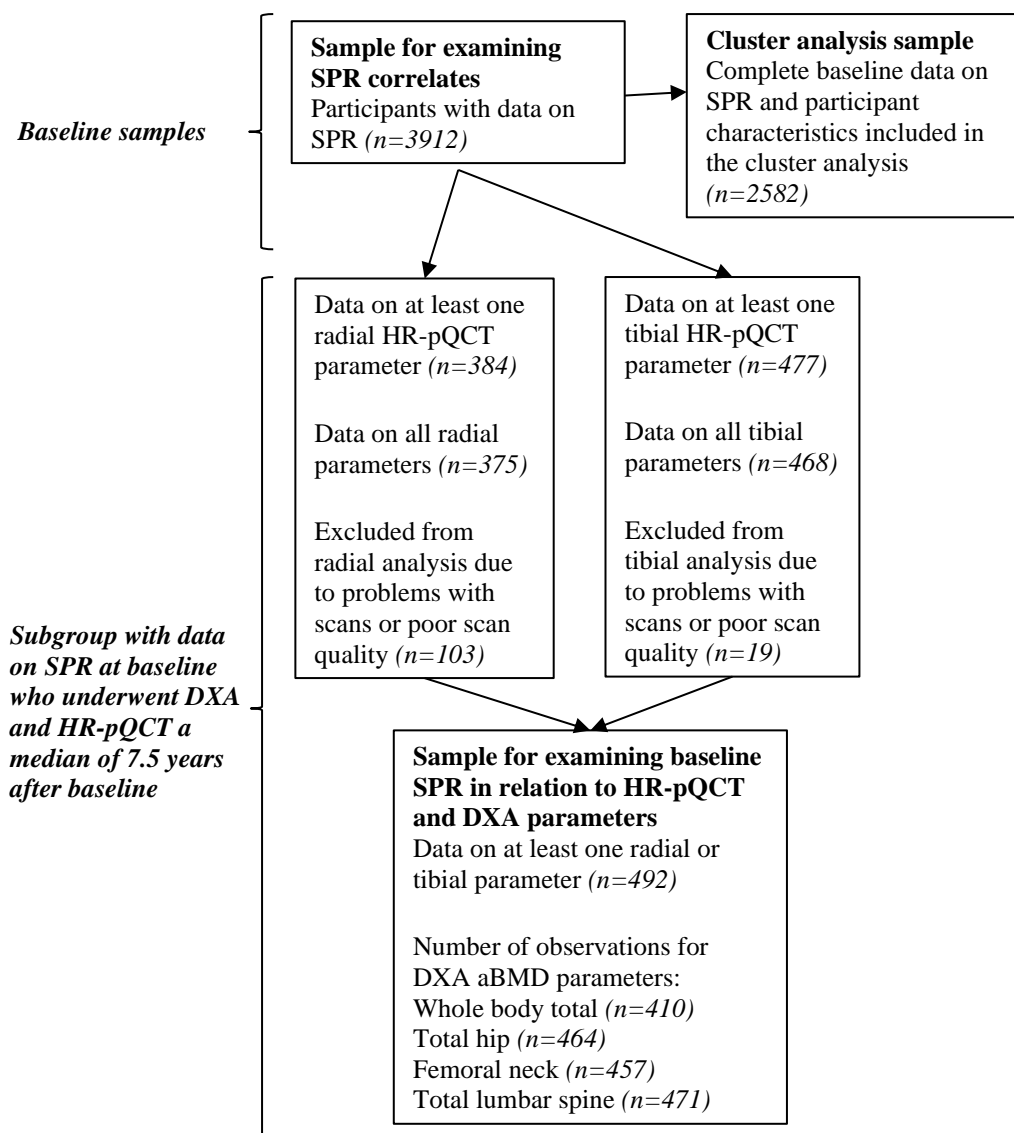 Baseline samples
Sample for examining
SPR correlates
Participants with data on
SPR (n=3912)
Cluster analysis sample
Complete baseline data on
SPR and participant
characteristics included in
the cluster analysis
(n=2582)
Subgroup with data
on SPR at baseline
who underwent DXA
and HR-pQCT a
median of 7.5 years
after baseline
Data on at least one
radial HR-pQCT
parameter (n=384)
Data on all radial
parameters (n=375)
Excluded from
radial analysis due
to problems with
scans or poor scan
quality (n=103)
Data on at least one
tibial HR-pQCT
parameter (n=477)
Data on all tibial
parameters (n=468)
Excluded from
tibial analysis due
to problems with
scans or poor scan
quality (n=19)
Sample for examining baseline
SPR in relation to HR-pQCT
and DXA parameters
Data on at least one radial or
tibial parameter (n=492)
Number of observations for
DXA aBMD parameters:
Whole body total (n=410)
Total hip (n=464)
Femoral neck (n=457)
Total lumbar spine (n=471)